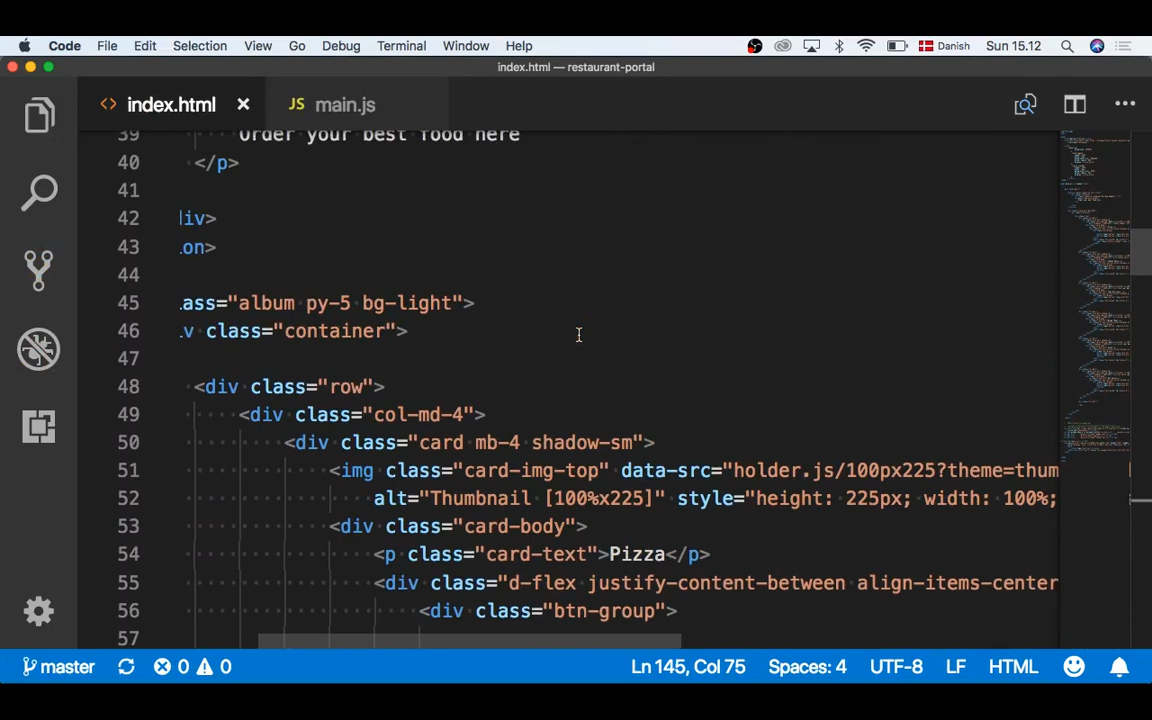 Code File Edit Selection View Go Debug Terminal Window Help Danish Sun 15.12
index.html — restaurant-portal
index.html JS main.js
39 Order your best food here
40 </p>
41
42 div>
43 on>
44
45 ass="album py-5 bg-light">
46 v class="container">
47
48 <div class="row">
49 <div class="col-md-4">
50 <div class="card mb-4 shadow-sm">
51 <img class="card-img-top" data-src="holder.js/100px225?theme=thum
52 alt="Thumbnail [100%x225]" style="height: 225px; width: 100%;
53 <div class="card-body">
54 <p class="card-text">Pizza</p>
55 <div class="d-flex justify-content-between align-items-center
56 <div class="btn-group">
57
master 0 0 Ln 145, Col 75 Spaces: 4 UTF-8 LF HTML